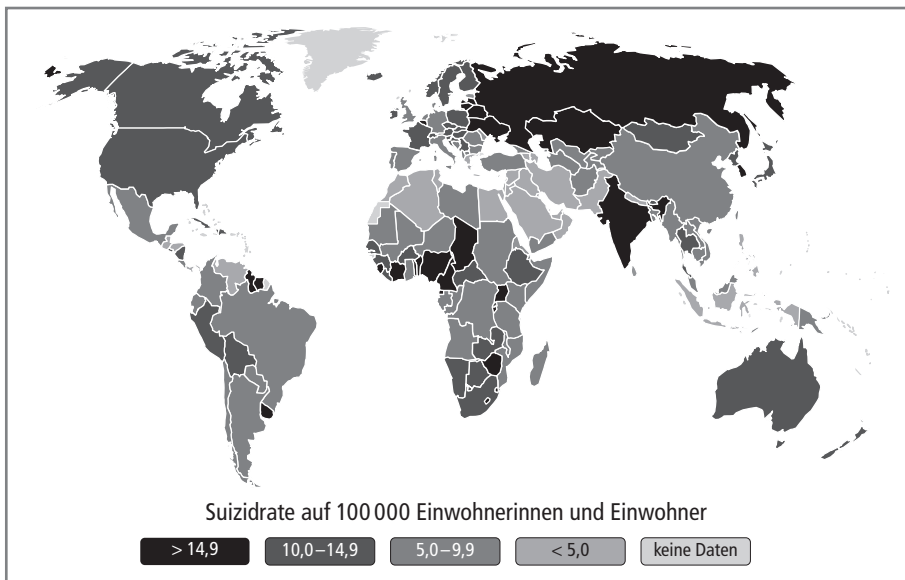 Suizidrate auf 100 000 Einwohnerinnen und Einwohner
> 14,9 10,0–14,9 5,0–9,9 < 5,0 keine Daten